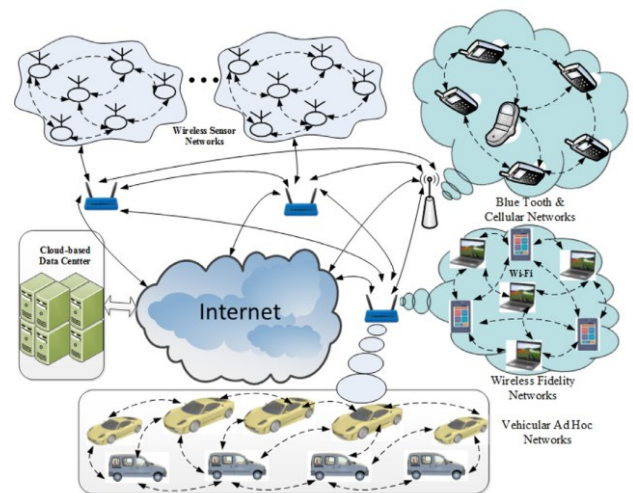 Wireless Sensor
Networks
Blue Tooth &
Cellular Networks
Cloud-based
Data Centter
Internet
Wi-Fi
Wireless Fidelity
Networks
Vehicular Ad Hoc
Networks